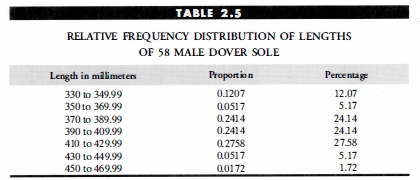 TABLE 2.5
RELATIVE FREQUENCY DISTRIBUTION OF LENGTHS
OF 58 MALE DOVER SOLE
Length in millimeters Proportion Percentage
330 to 349.99 0.1207 12.07
350 to 369.99 0.0517 5.17
370 to 389.99 0.2414 24.14
390 to 409.99 0.2414 24.14
410 to 429.99 0.2758 27.58
430 to 449.99 0.0517 5.17
450 to 469.99 0.0172 1.72